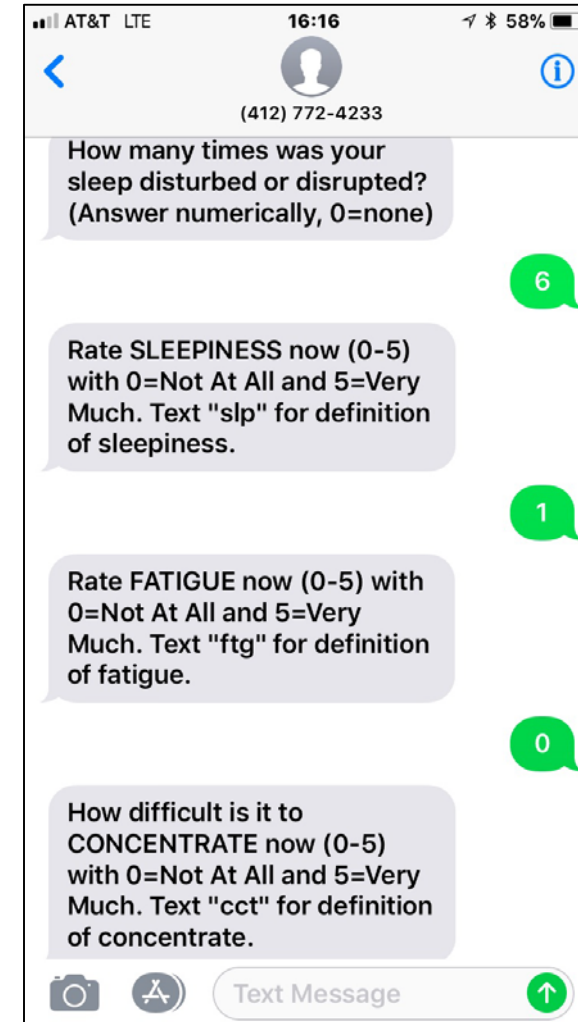 AT&T LTE 16:16 58%
(412) 772-4233
How many times was your
sleep disturbed or disrupted?
(Answer numerically, 0=none)
6
Rate SLEEPINESS now (0-5)
with 0=Not At All and 5=Very
Much. Text "slp" for definition
of sleepiness.
1
Rate FATIGUE now (0-5) with
0=Not At All and 5=Very
Much. Text "ftg" for definition
of fatigue.
0
How difficult is it to
CONCENTRATE now (0-5)
with 0=Not At All and 5=Very
Much. Text "cct" for definition
of concentrate.
Text Message